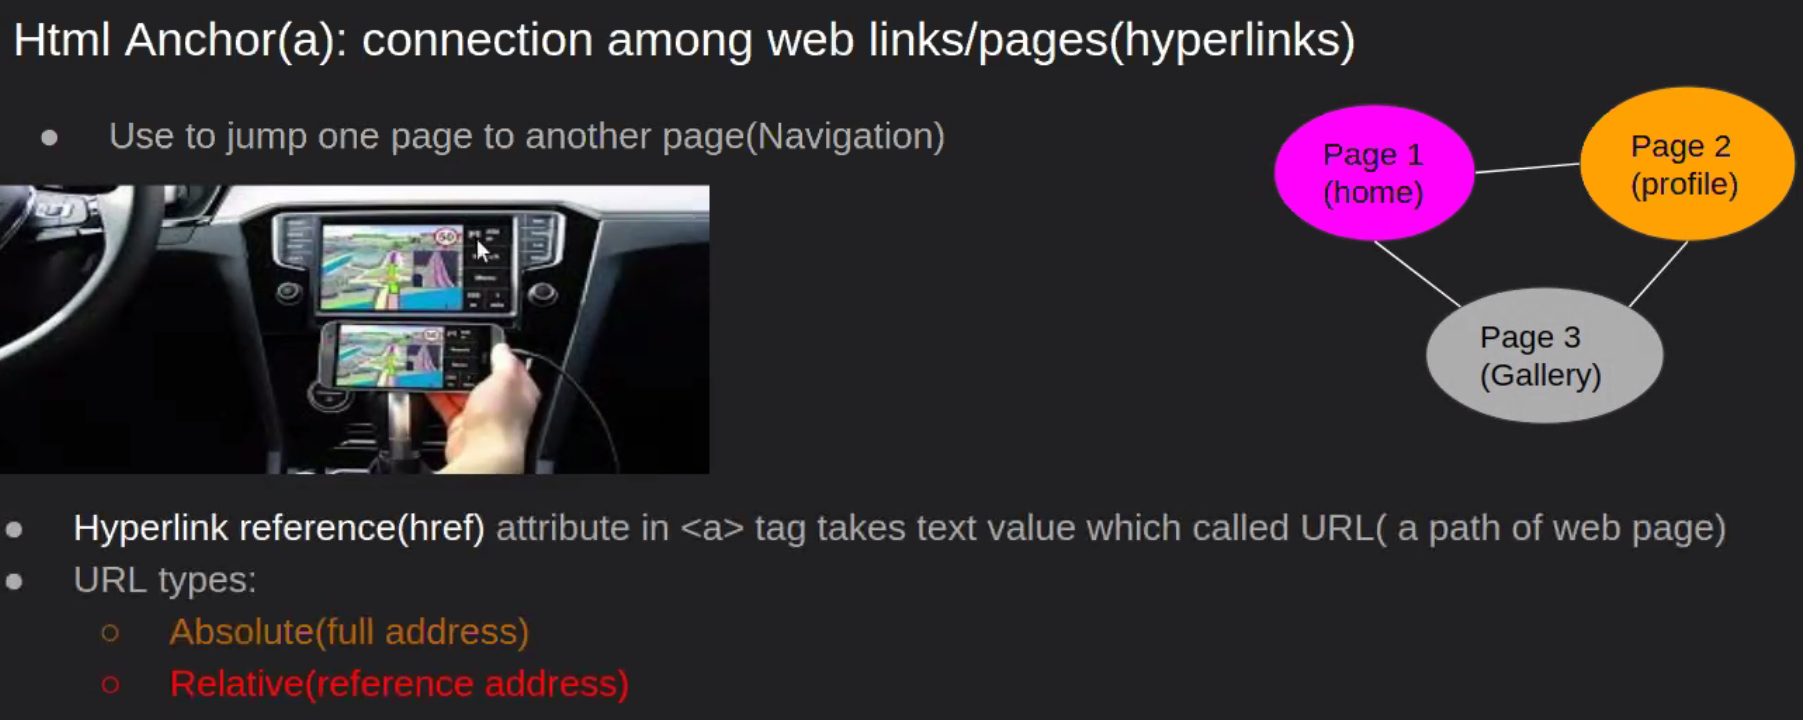 Html Anchor(a): connection among web links/pages(hyperlinks)
Use to jump one page to another page(Navigation)
Page 1
(home)
Page 2
(profile)
Page 3
(Gallery)
50
Hyperlink reference(href) attribute in <a> tag takes text value which called URL( a path of web page)
URL types:
Absolute(full address)
Relative(reference address)